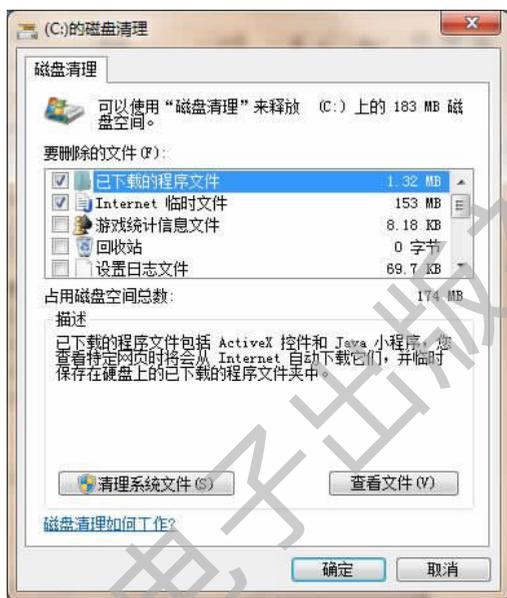 (C:)的磁盘清理
磁盘清理
可以使用“磁盘清理”来释放 (C:) 上的 183 MB 磁
盘空间。
要删除的文件(F):
已下载的程序文件 1.32 MB
Internet 临时文件 153 MB
游戏统计信息文件 8.18 KB
回收站 0 字节
设置日志文件 69.7 KB
占用磁盘空间总数: 174 MB
描述
已下载的程序文件包括 ActiveX 控件和 Java 小程序，您
查看特定网页时将会从 Internet 自动下载它们，并临时
保存在硬盘上的已下载的程序文件夹中。
清理系统文件(S)
查看文件(V)
磁盘清理如何工作?
确定
取消
电子出版